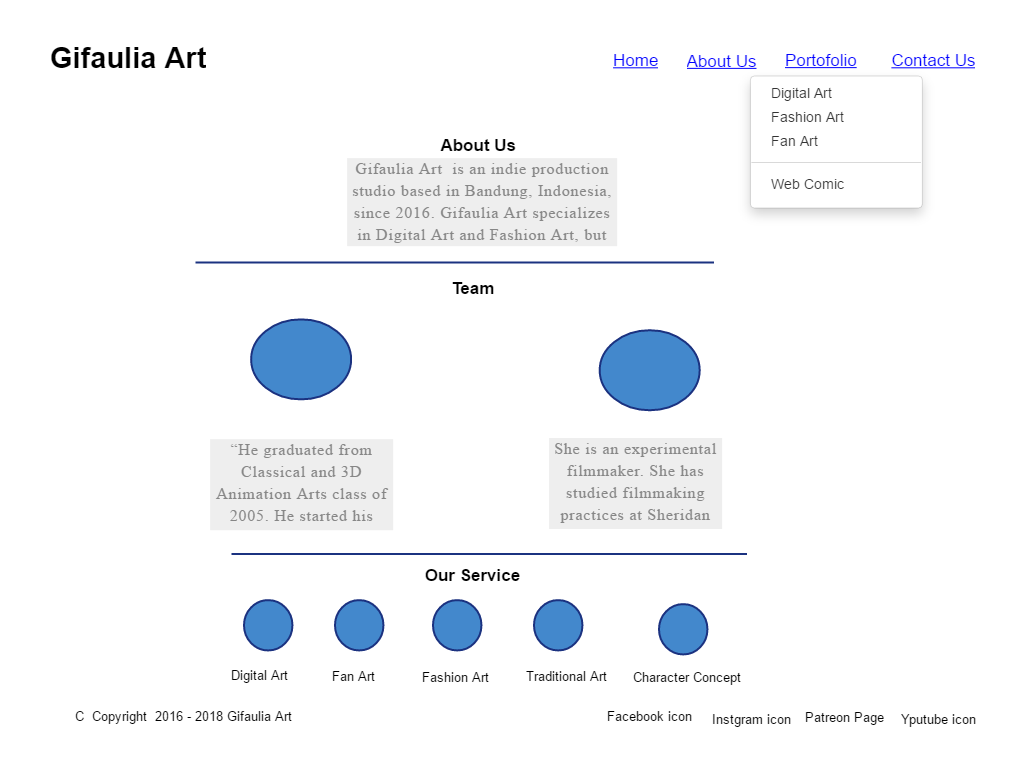 Gifaulia Art
Home About Us Portofolio Contact Us
Digital Art
Fashion Art
Fan Art
Web Comic
About Us
Gifaulia Art is an indie production
studio based in Bandung, Indonesia,
since 2016. Gifaulia Art specializes
in Digital Art and Fashion Art, but
Team
“He graduated from
Classical and 3D
Animation Arts class of
2005. He started his
She is an experimental
filmmaker. She has
studied filmmaking
practices at Sheridan
Our Service
Digital Art Fan Art Fashion Art Traditional Art Character Concept
C Copyright 2016 - 2018 Gifaulia Art Facebook icon Instgram icon Patreon Page Yputube icon